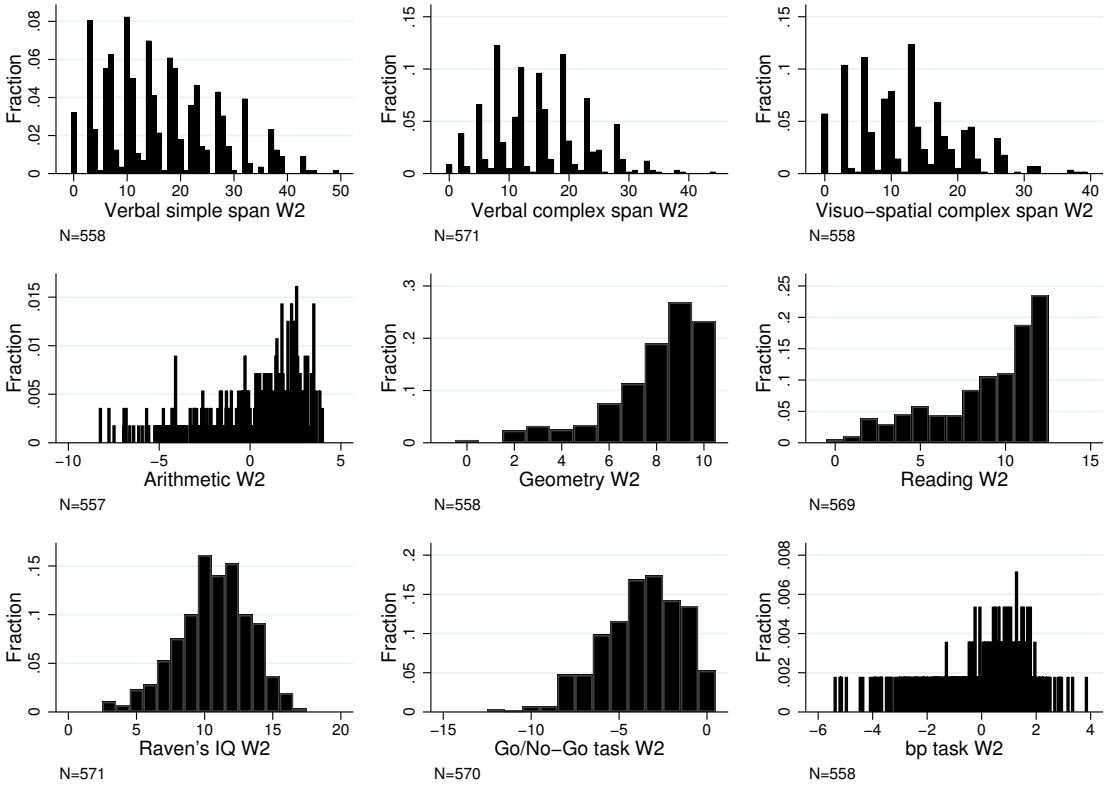 Fraction
0 .02 .04 .06 .08
0 10 20 30 40 50
Verbal simple span W2
N=558
Fraction
0 .05 .1 .15
0 10 20 30 40
Verbal complex span W2
N=571
Fraction
0 .05 .1 .15
0 10 20 30 40
Visuo−spatial complex span W2
N=558
Fraction
0 .005 .01 .015
−10 −5 0 5
Arithmetic W2
N=557
Fraction
0 .1 .2 .3
0 2 4 6 8 10
Geometry W2
N=558
Fraction
0 .05 .1 .15 .2 .25
0 5 10 15
Reading W2
N=569
Fraction
0 .05 .1 .15
0 5 10 15 20
Raven's IQ W2
N=571
Fraction
0 .05 .1 .15 .2
−15 −10 −5 0
Go/No−Go task W2
N=570
Fraction
0 .002 .004 .006 .008
−6 −4 −2 0 2 4
bp task W2
N=558